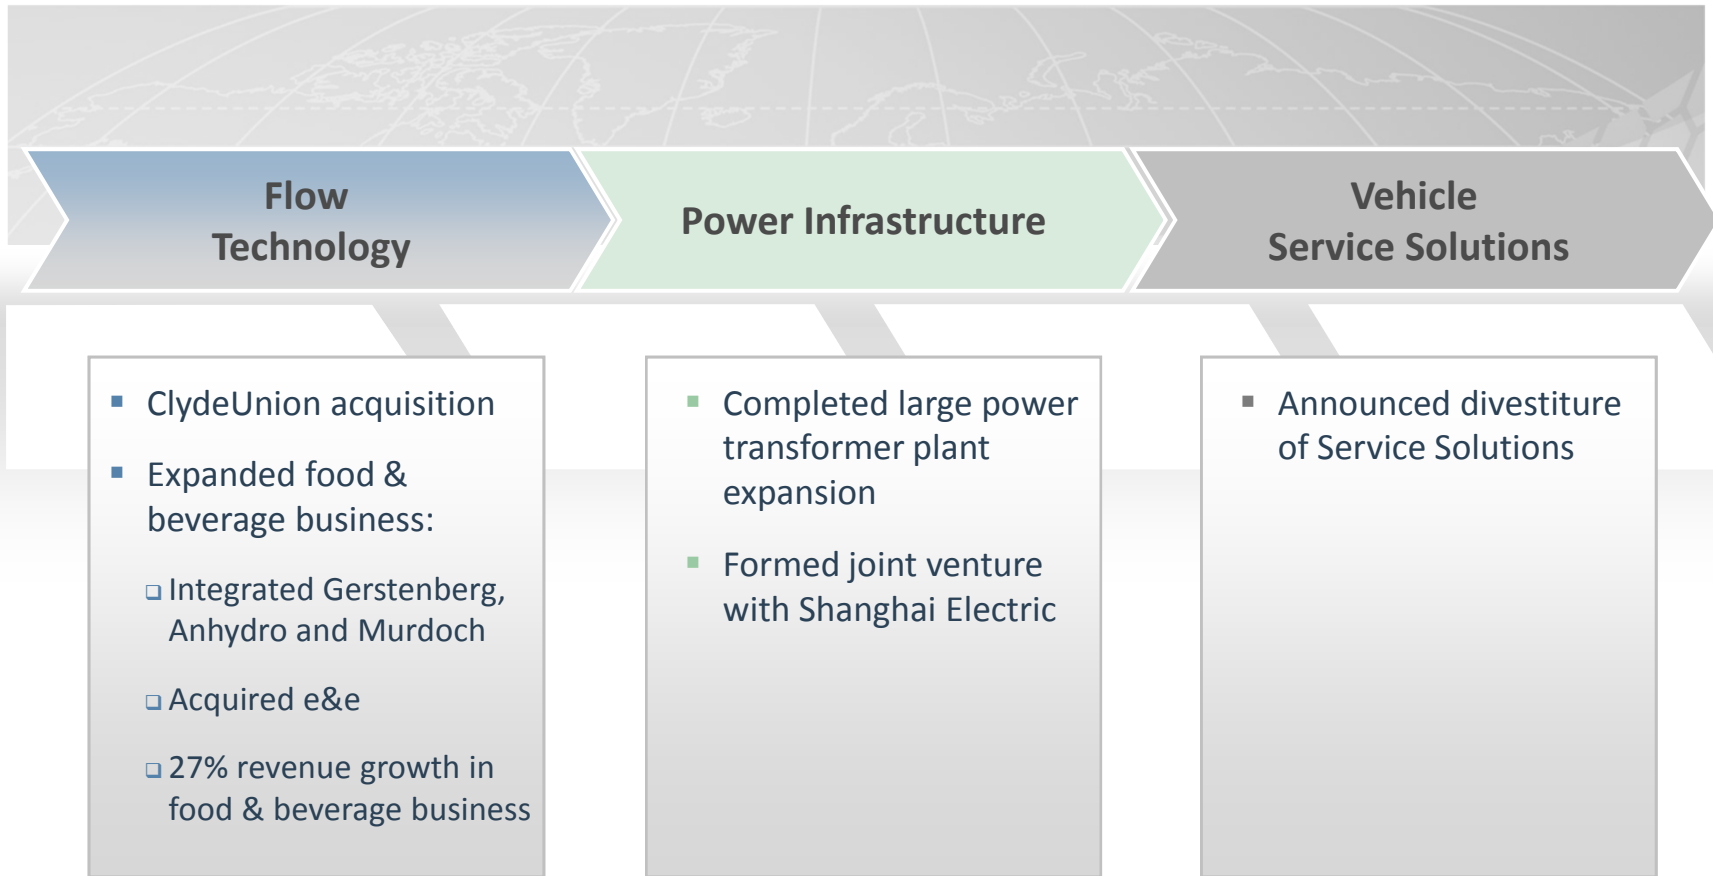 Flow
Technology
Power Infrastructure
Vehicle
Service Solutions
ClydeUnion acquisition
Expanded food &
beverage business:
Integrated Gerstenberg,
Anhydro and Murdoch
Acquired e&e
27% revenue growth in
food & beverage business
Completed large power
transformer plant
expansion
Formed joint venture
with Shanghai Electric
Announced divestiture
of Service Solutions